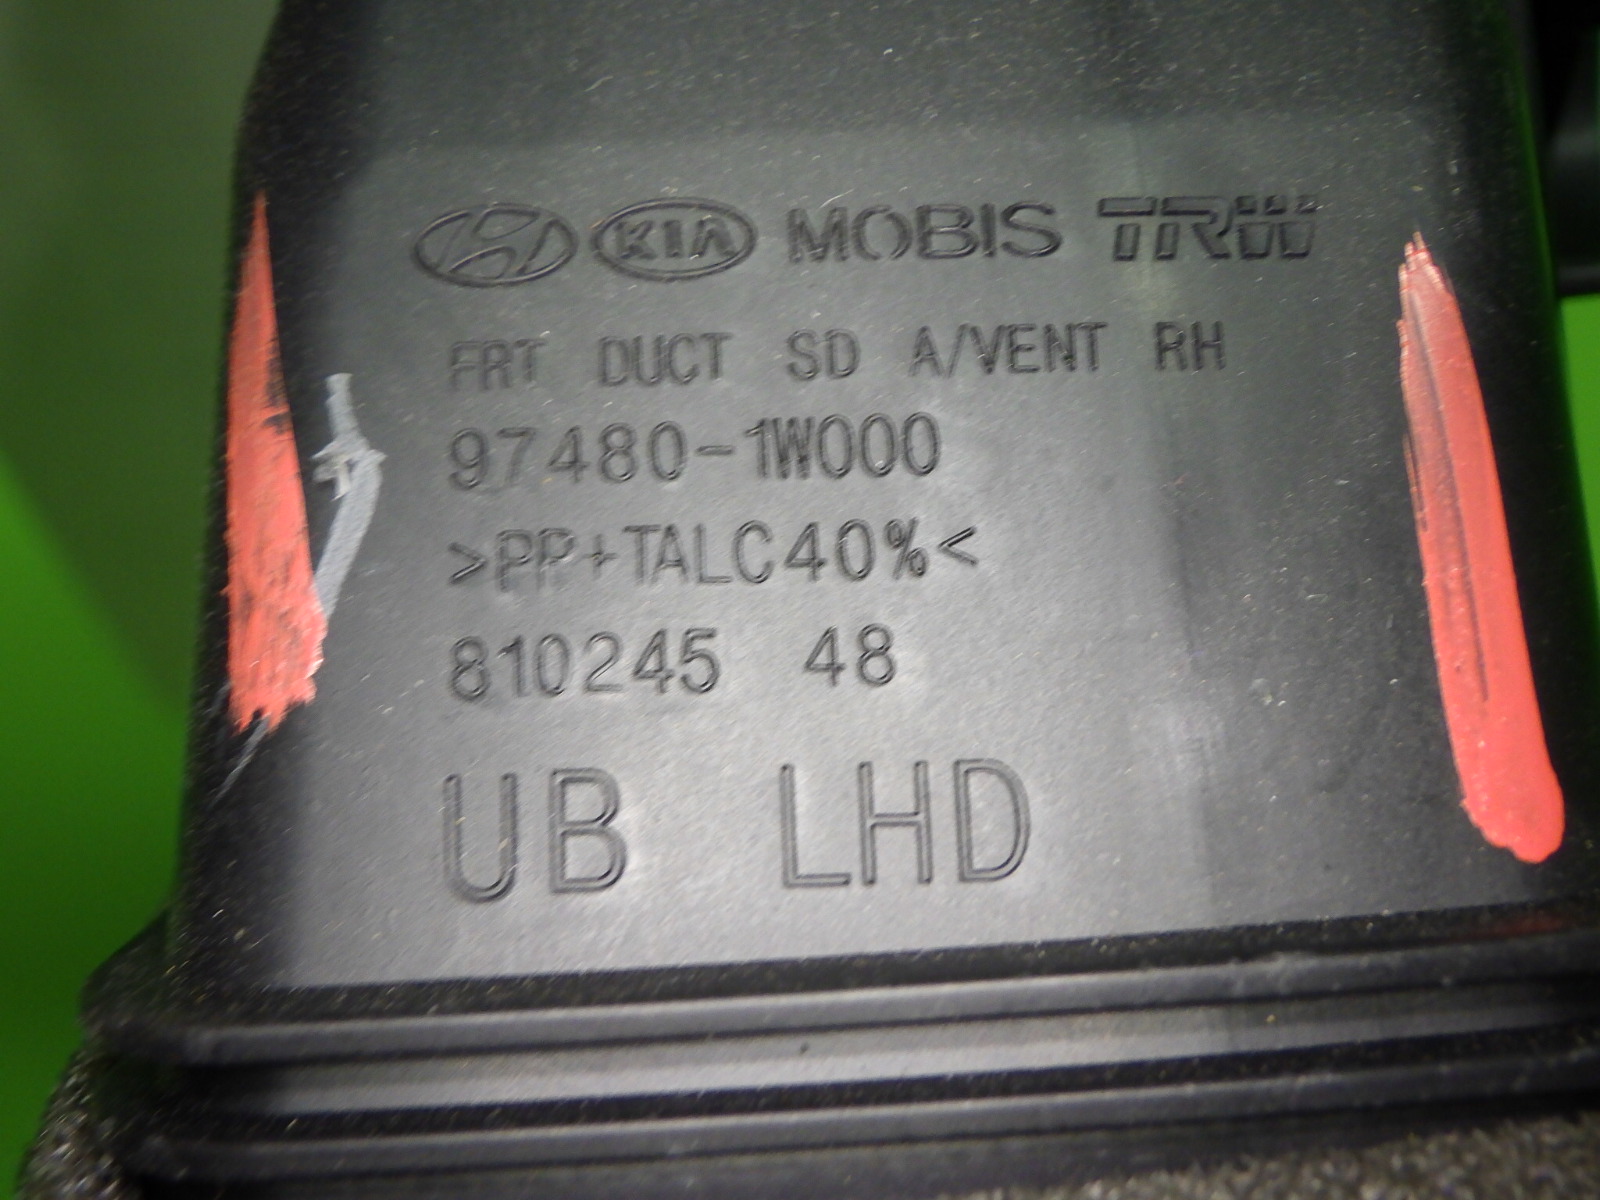 KIA MOBIS TRW
FRT DUCT SD A/VENT RH
97480-1W000
>PP+TALC40%<
810245 48
UB LHD